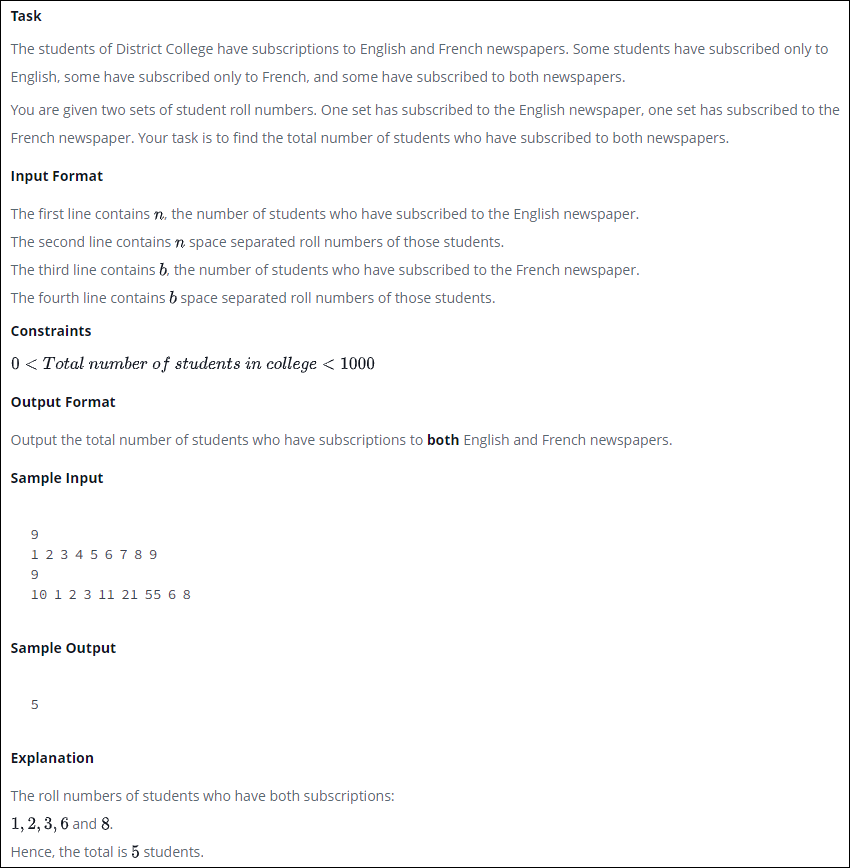 Task
The students of District College have subscriptions to English and French newspapers. Some students have subscribed only to
English, some have subscribed only to French, and some have subscribed to both newspapers.
You are given two sets of student roll numbers. One set has subscribed to the English newspaper, one set has subscribed to the
French newspaper. Your task is to find the total number of students who have subscribed to both newspapers.
Input Format
The first line contains n, the number of students who have subscribed to the English newspaper.
The second line contains n space separated roll numbers of those students.
The third line contains b, the number of students who have subscribed to the French newspaper.
The fourth line contains b space separated roll numbers of those students.
Constraints
0 < Total number of students in college < 1000
Output Format
Output the total number of students who have subscriptions to both English and French newspapers.
Sample Input
9
1 2 3 4 5 6 7 8 9
9
10 1 2 3 11 21 55 6 8
Sample Output
5
Explanation
The roll numbers of students who have both subscriptions:
1, 2, 3, 6 and 8.
Hence, the total is 5 students.